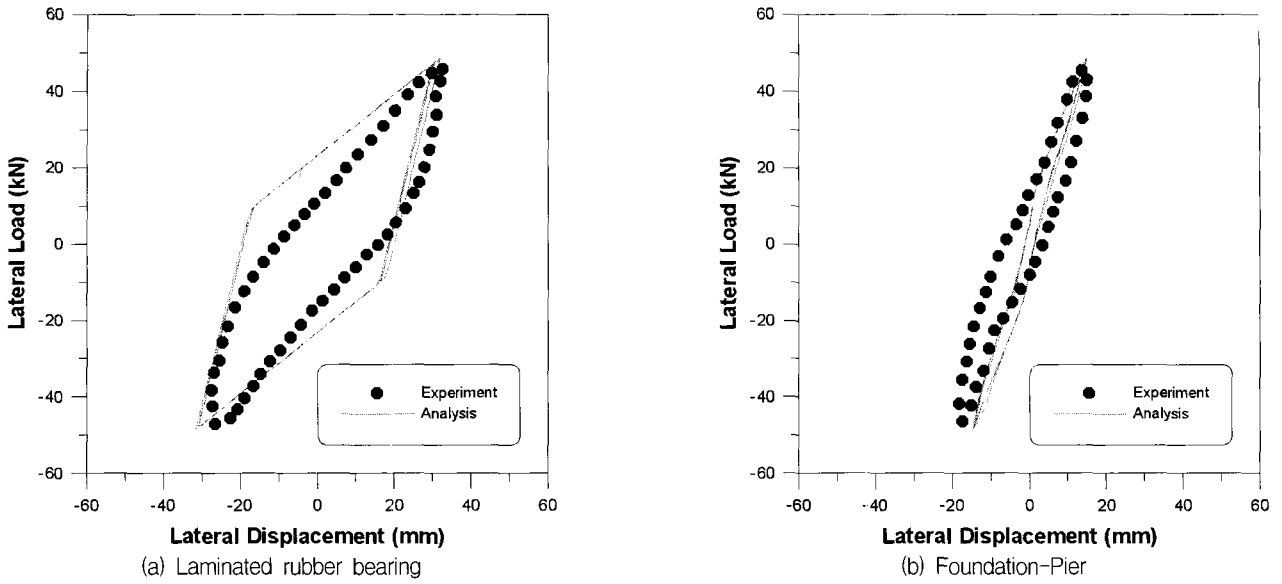 Lateral Load (kN)
60
40
20
0
-20
-40
-60
Experiment
Analysis
-60 -40 -20 0 20 40 60
Lateral Displacement (mm)
(a) Laminated rubber bearing
Lateral Load (kN)
60
40
20
0
-20
-40
-60
Experiment
Analysis
-60 -40 -20 0 20 40 60
Lateral Displacement (mm)
(b) Foundation-Pier